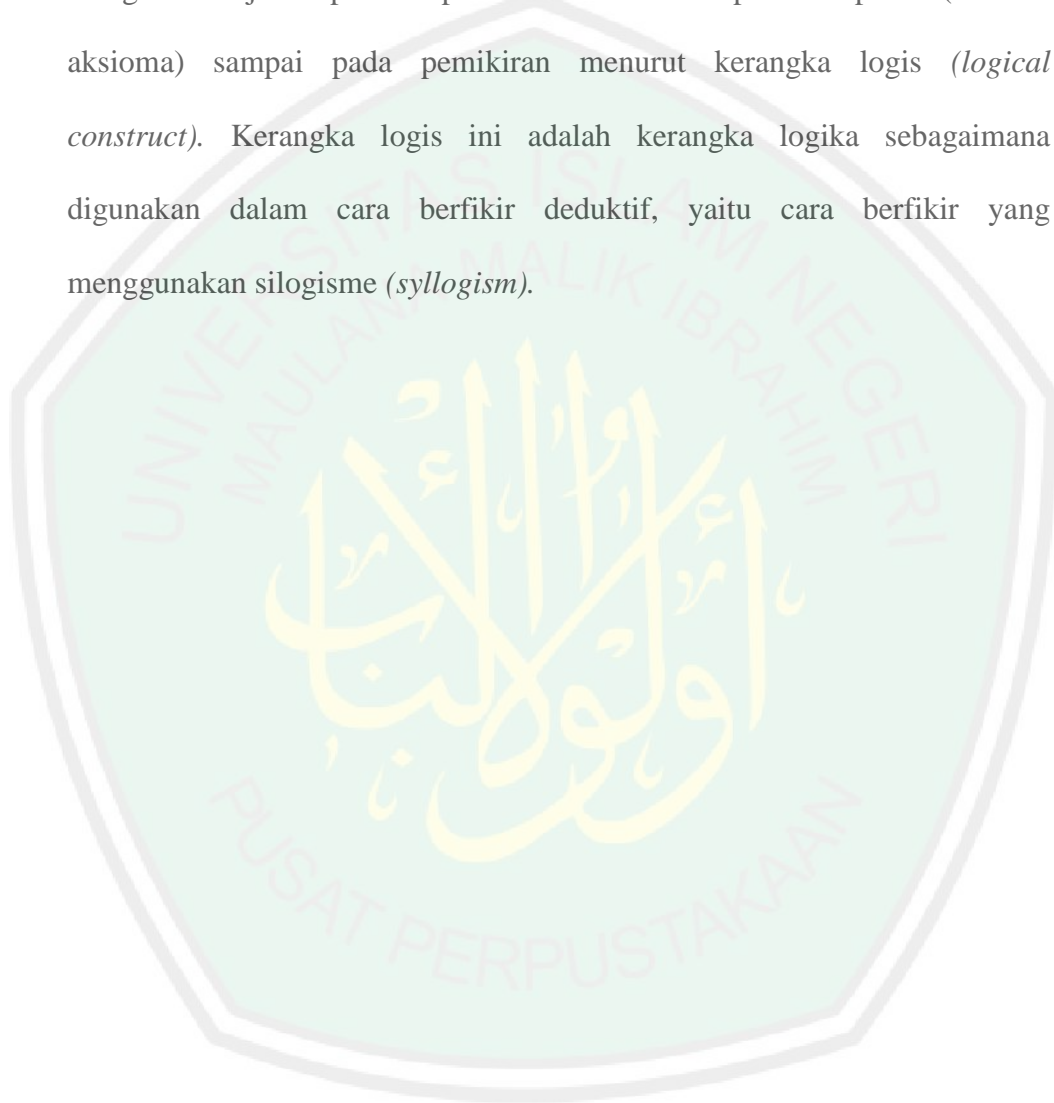 aksioma) sampai pada pemikiran menurut kerangka logis (logical
construct). Kerangka logis ini adalah kerangka logika sebagaimana
digunakan dalam cara berfikir deduktif, yaitu cara berfikir yang
menggunakan silogisme (syllogism).
UNIVERSITAS ISLAM NEGERI
MAULANA MALIK IBRAHIM
أولوا الألباب
PUSAT PERPUSTAKAAN